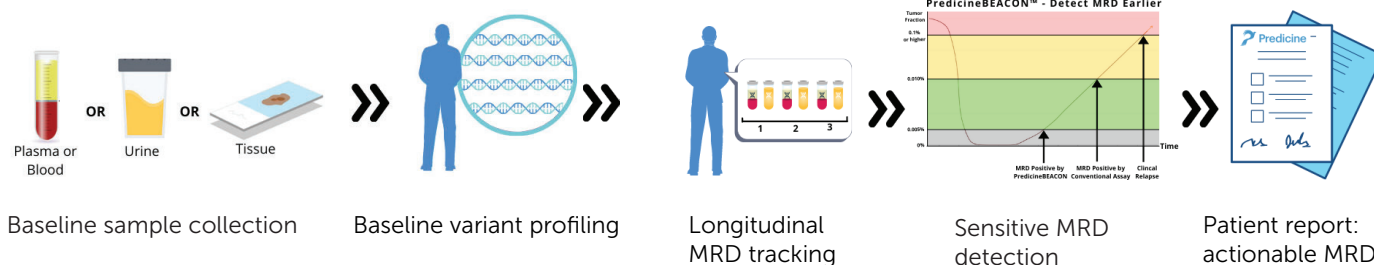 PredicineBEACON™ - Detect MRD Earlier
Tumor
Fraction
0.1%
or higher
0.010%
0.005%
0%
Time
MRD Positive by
PredicineBEACON
MRD Positive by
Conventional Assay
Clincal
Relapse
OR
OR
Plasma or
Blood
Urine
Tissue
1 2 3
Predicine™
Baseline sample collection
Baseline variant profiling
Longitudinal
MRD tracking
Sensitive MRD
detection
Patient report:
actionable MRD